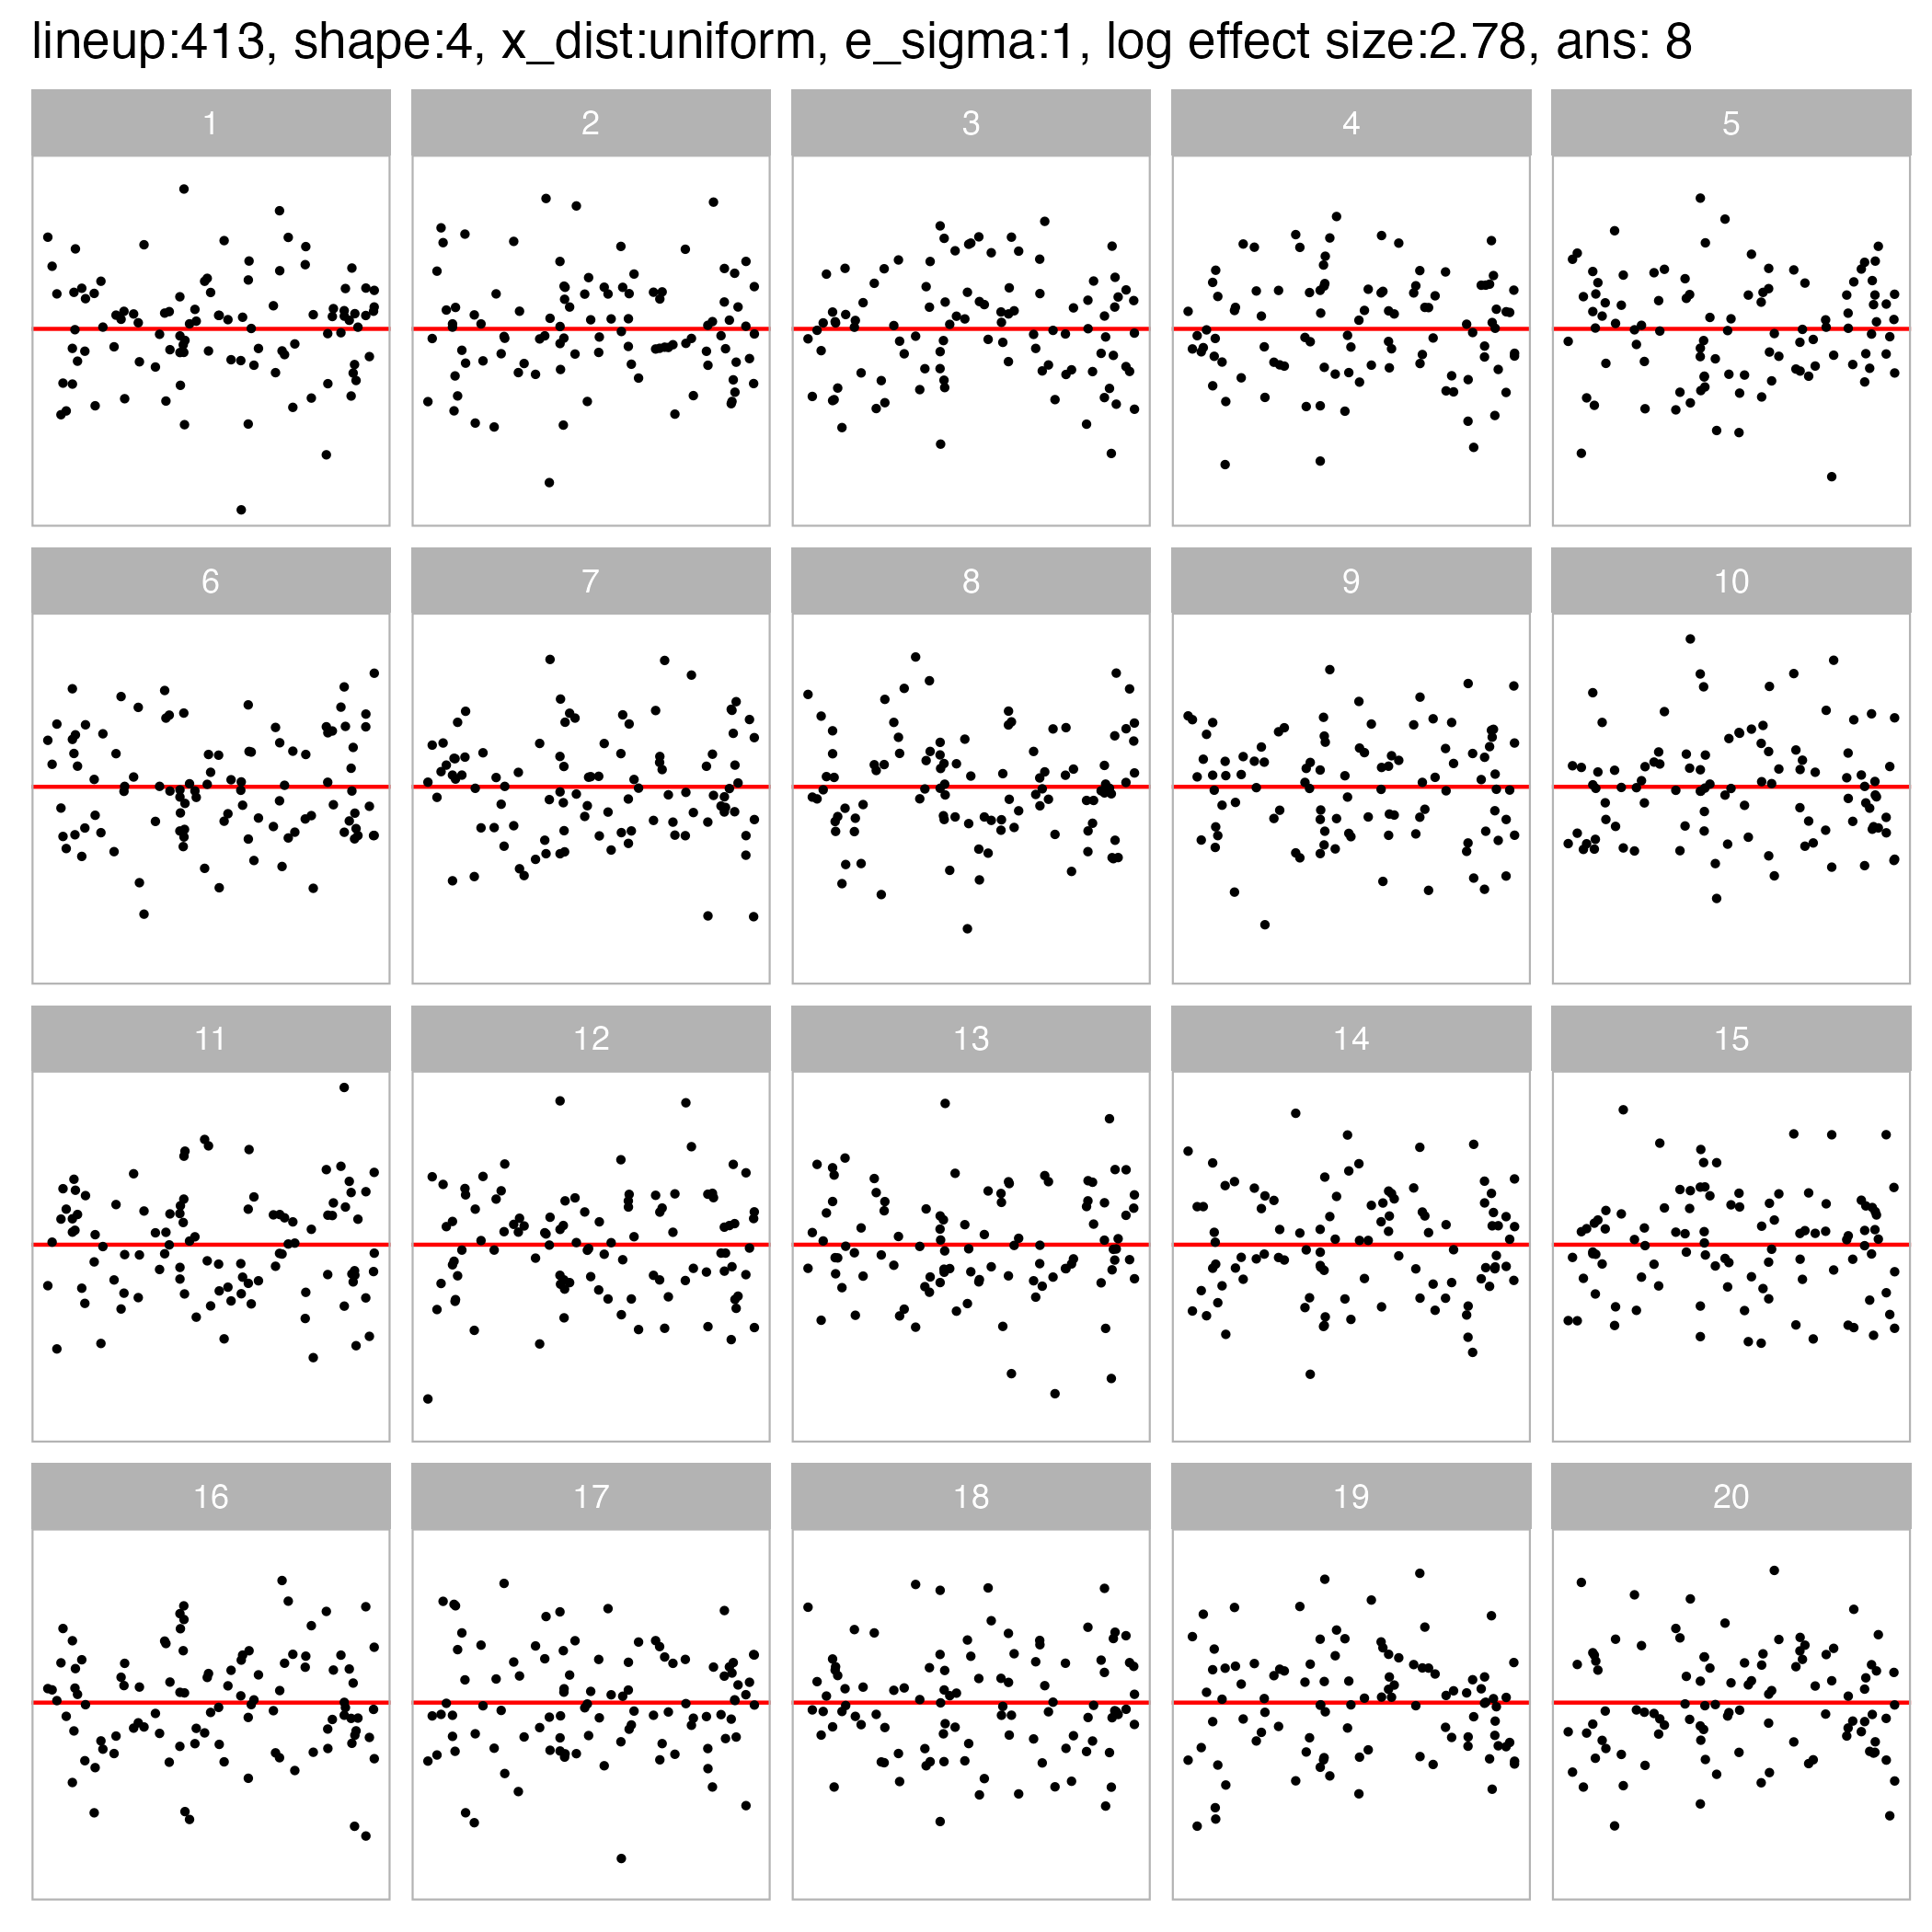 lineup:413, shape:4, x_dist:uniform, e_sigma:1, log effect size:2.78, ans: 8
1 2 3 4 5
6 7 8 9 10
11 12 13 14 15
16 17 18 19 20